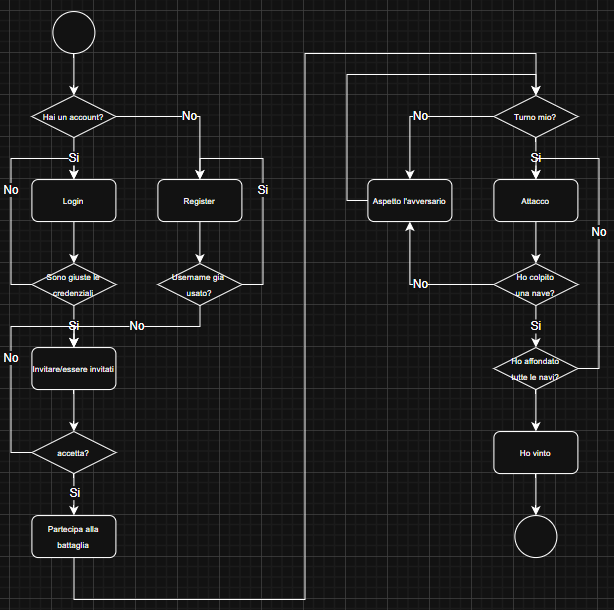 Hai un account?
No
Si
No
Login
Register
Si
Sono giuste le
credenziali
Username già
usato?
Si
No
No
Invitare/essere invitati
accetta?
Si
Partecipa alla
battaglia
Turno mio?
No
Si
Aspetto l'avversario
Attacco
No
Ho colpito
una nave?
No
Si
Ho affondato
tutte le navi?
Ho vinto